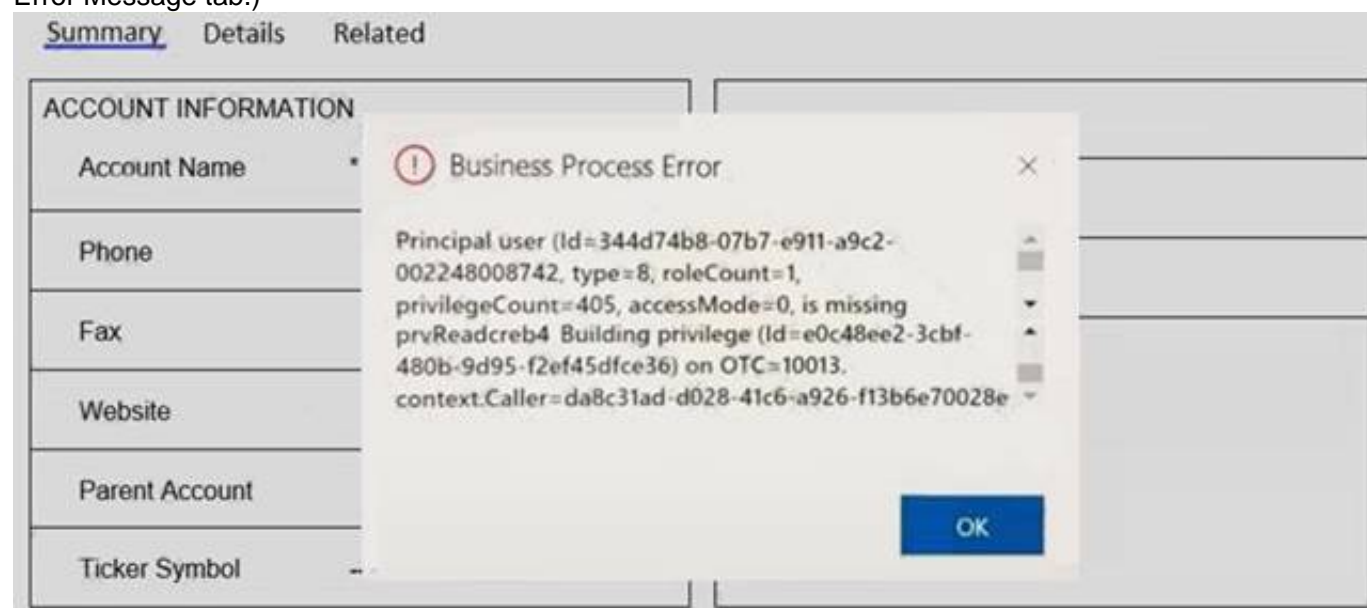 Error Message tab.)
Summary Details Related
ACCOUNT INFORMATION
Account Name *
Phone
Fax
Website
Parent Account
Ticker Symbol --
Business Process Error
Principal user (Id=344d74b8-07b7-e911-a9c2-
002248008742, type=8, roleCount=1,
privilegeCount=405, accessMode=0, is missing
prvReadcreb4 Building privilege (Id=e0c48ee2-3cbf-
480b-9d95-f2ef45dfce36) on OTC=10013.
context.Caller=da8c31ad-d028-41c6-a926-f13b6e70028e
OK